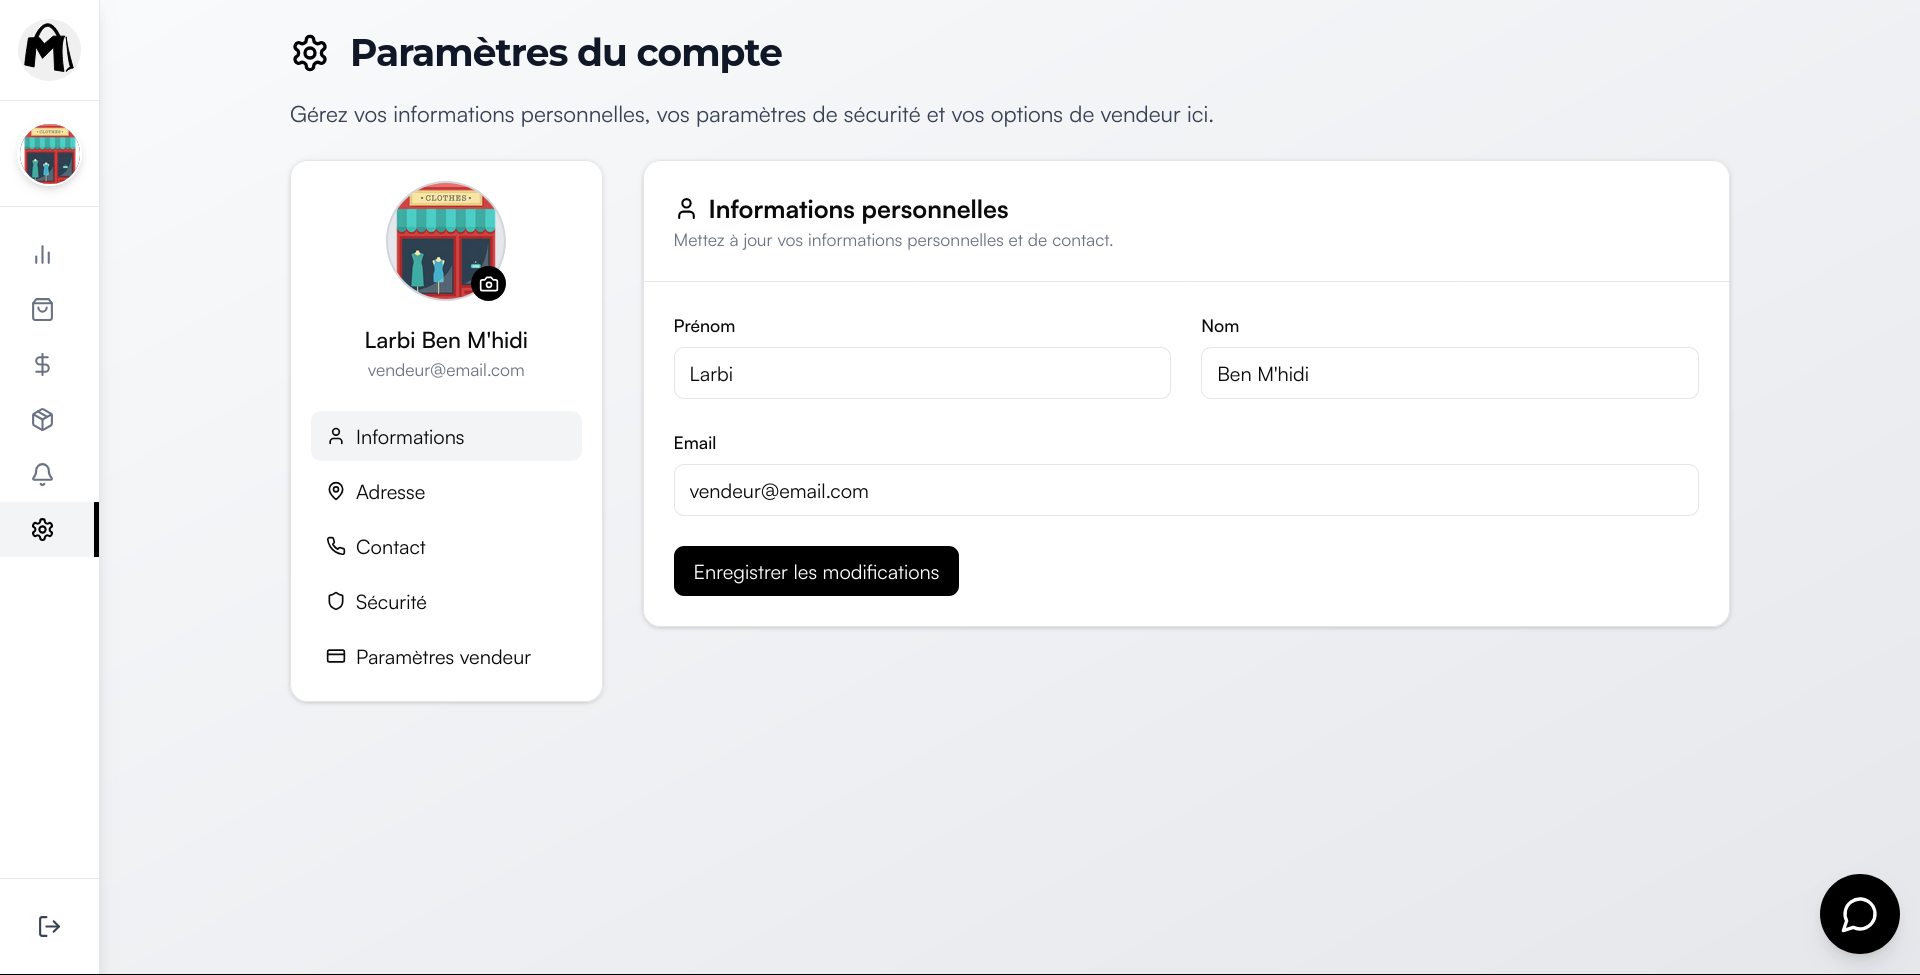 Paramètres du compte
Gérez vos informations personnelles, vos paramètres de sécurité et vos options de vendeur ici.
CLOTHES
• CLOTHES •
Larbi Ben M'hidi
vendeur@email.com
Informations
Adresse
Contact
Sécurité
Paramètres vendeur
Informations personnelles
Mettez à jour vos informations personnelles et de contact.
Prénom
Nom
Larbi
Ben M'hidi
Email
vendeur@email.com
Enregistrer les modifications